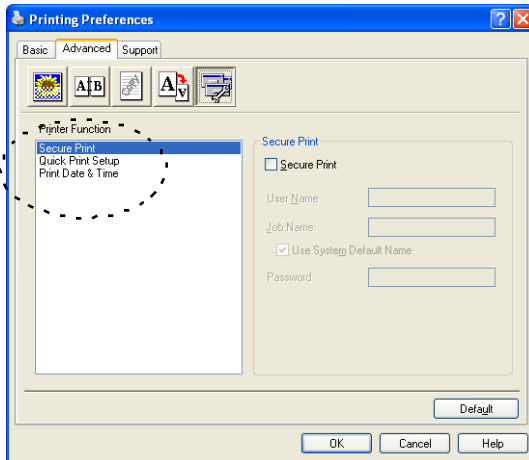 Printing Preferences
Basic Advanced Support
A B Copy A A
Printer Function
Secure Print
Quick Print Setup
Print Date & Time
Secure Print
Secure Print
User Name
Job Name
Use System Default Name
Password
Default
OK Cancel Help